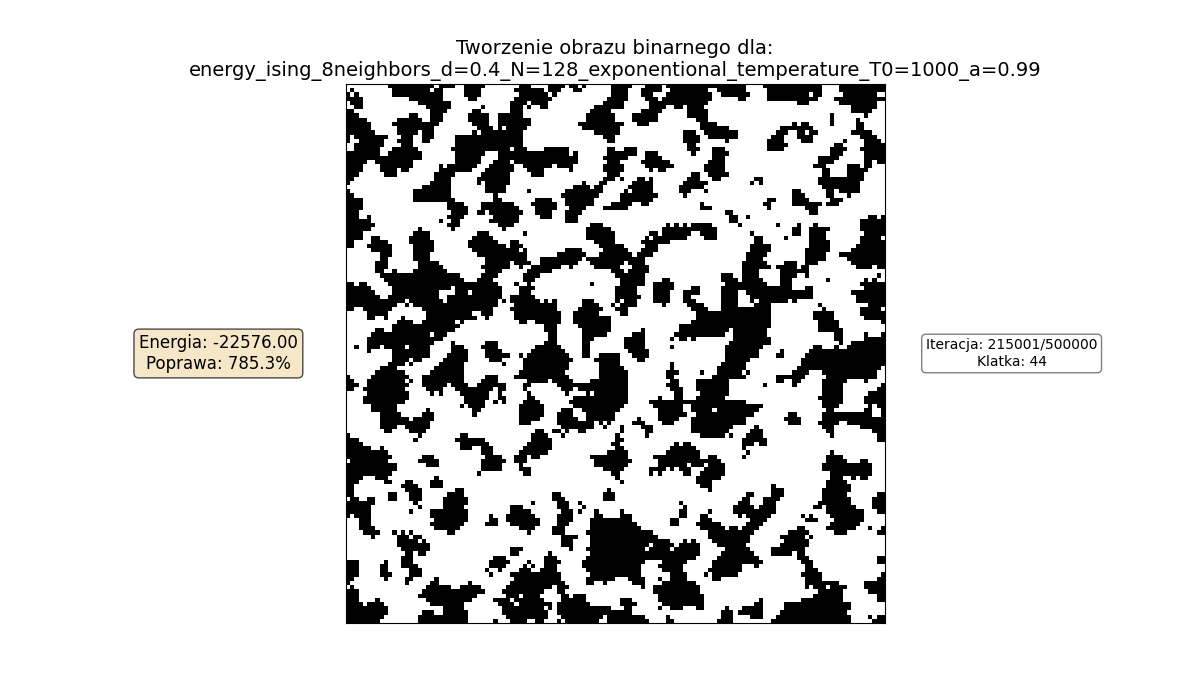 Tworzenie obrazu binarnego dla:
energy_ising_8neighbors_d=0.4_N=128_exponentional_temperature_T0=1000_a=0.99
Energia: -22576.00
Poprawa: 785.3%
Iteracja: 215001/500000
Klatka: 44